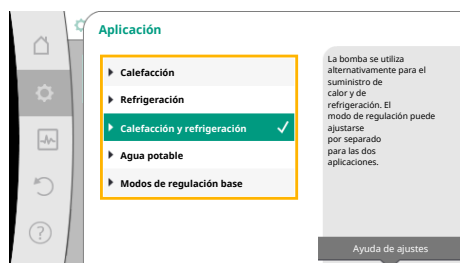 Aplicación
Calefacción
Refrigeración
Calefacción y refrigeración
Agua potable
Modos de regulación base
La bomba se utiliza
alternativamente para el
suministro de
calor y de
refrigeración. El
modo de regulación puede
ajustarse
por separado
para las dos
aplicaciones.
Ayuda de ajustes